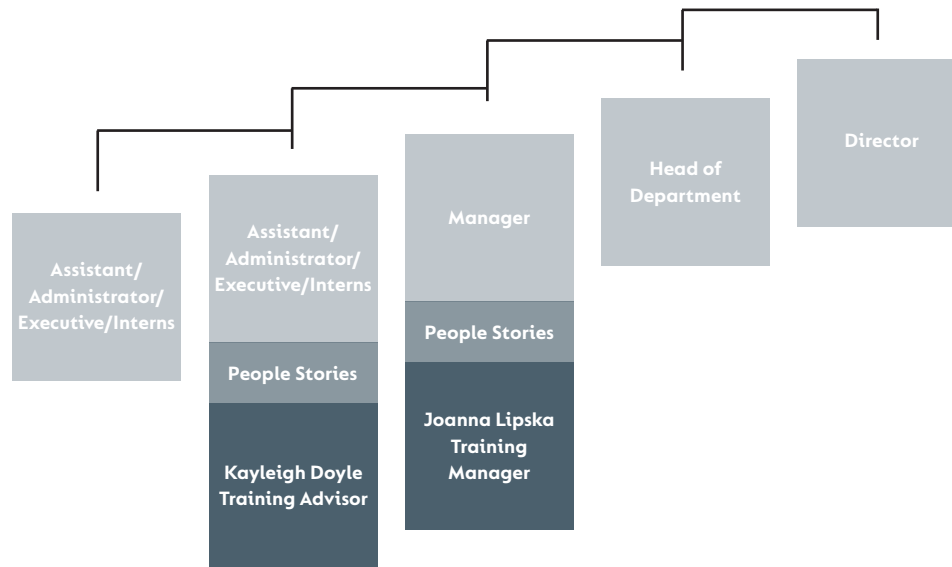 Assistant/
Administrator/
Executive/Interns
Assistant/
Administrator/
Executive/Interns
People Stories
Kayleigh Doyle
Training Advisor
Manager
People Stories
Joanna Lipska
Training
Manager
Head of
Department
Director